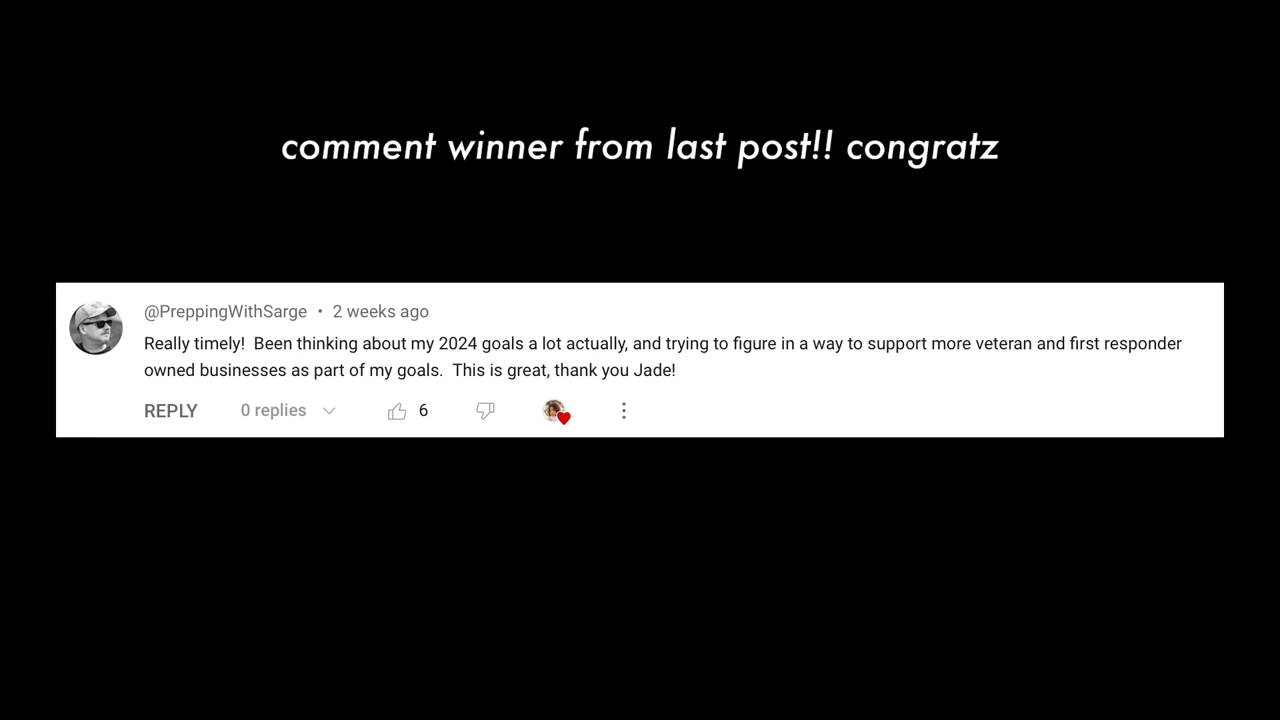 comment winner from last post!! congratz
@PreppingWithSarge • 2 weeks ago
Really timely!  Been thinking about my 2024 goals a lot actually, and trying to figure in a way to support more veteran and first responder
owned businesses as part of my goals.  This is great, thank you Jade!
REPLY 0 replies 6